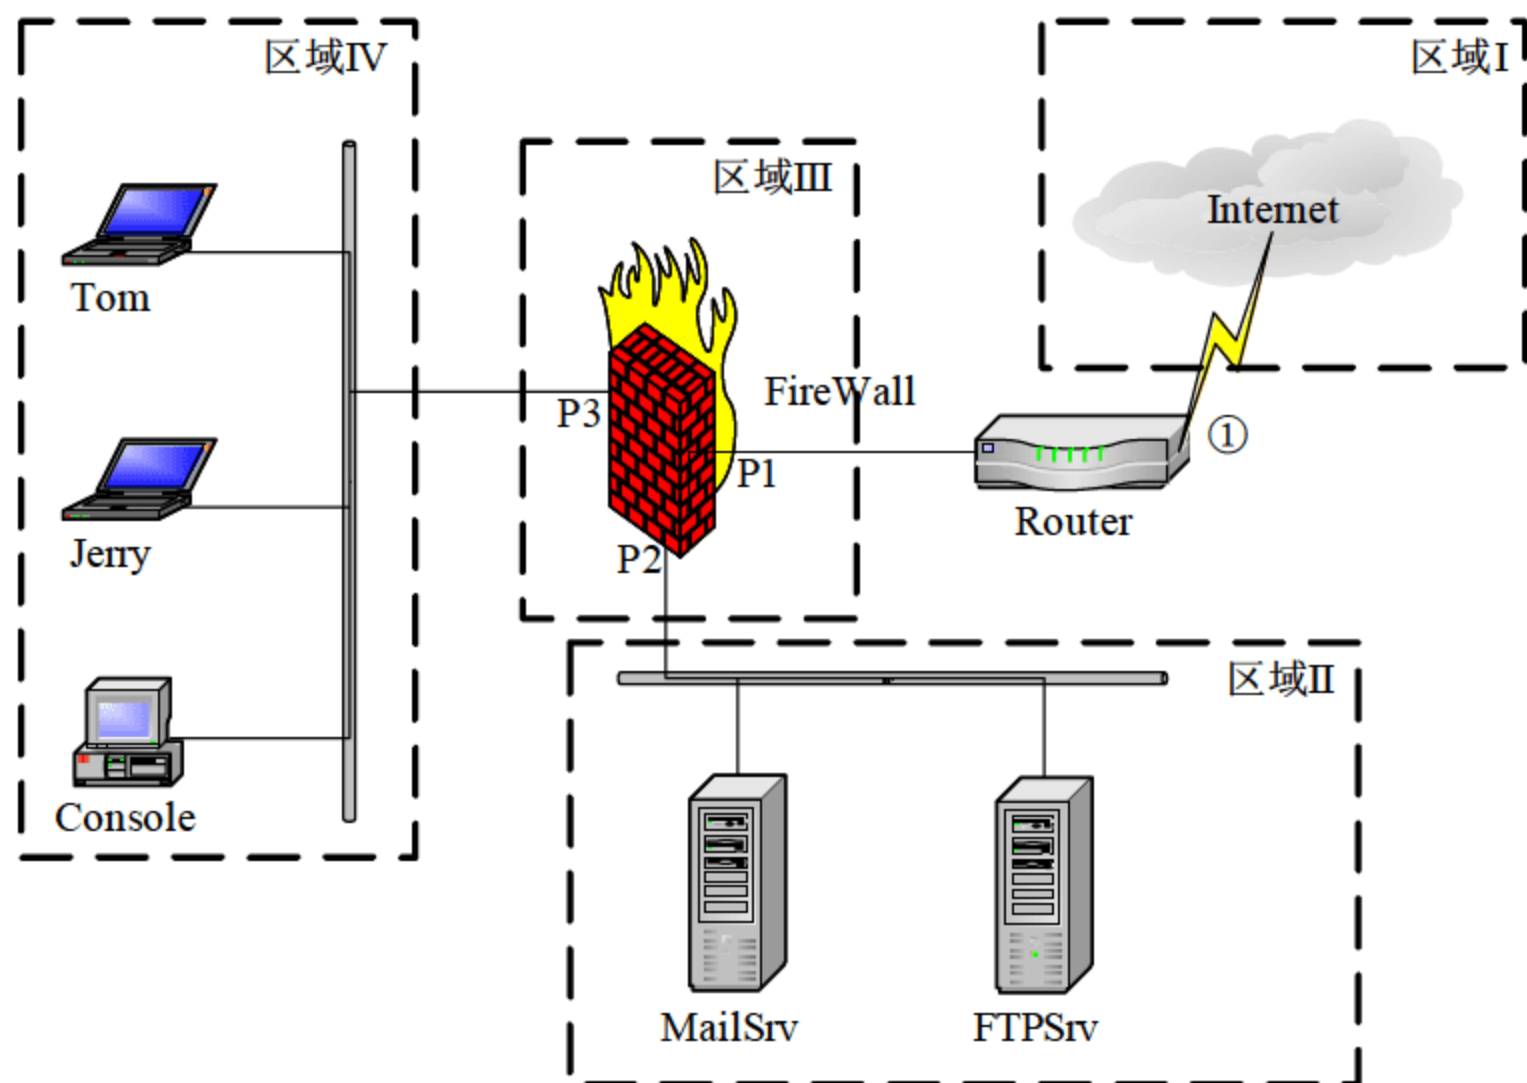 区域IV
区域I
区域III
Internet
Tom
P3
FireWall
①
P1
Router
Jerry
P2
区域II
Console
MailSrv
FTPSrv